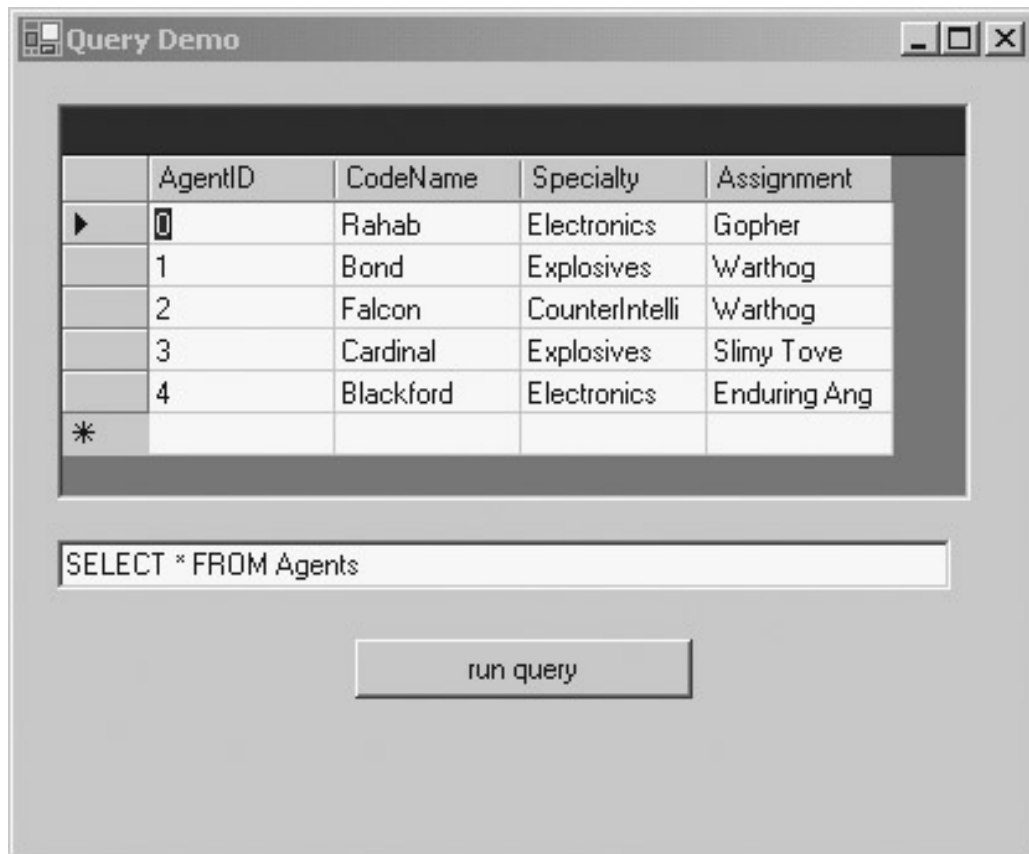 Query Demo
AgentID CodeName Specialty Assignment
0 Rahab Electronics Gopher
1 Bond Explosives Warthog
2 Falcon CounterIntelli Warthog
3 Cardinal Explosives Slimy Tove
4 Blackford Electronics Enduring Ang
*
SELECT * FROM Agents
run query